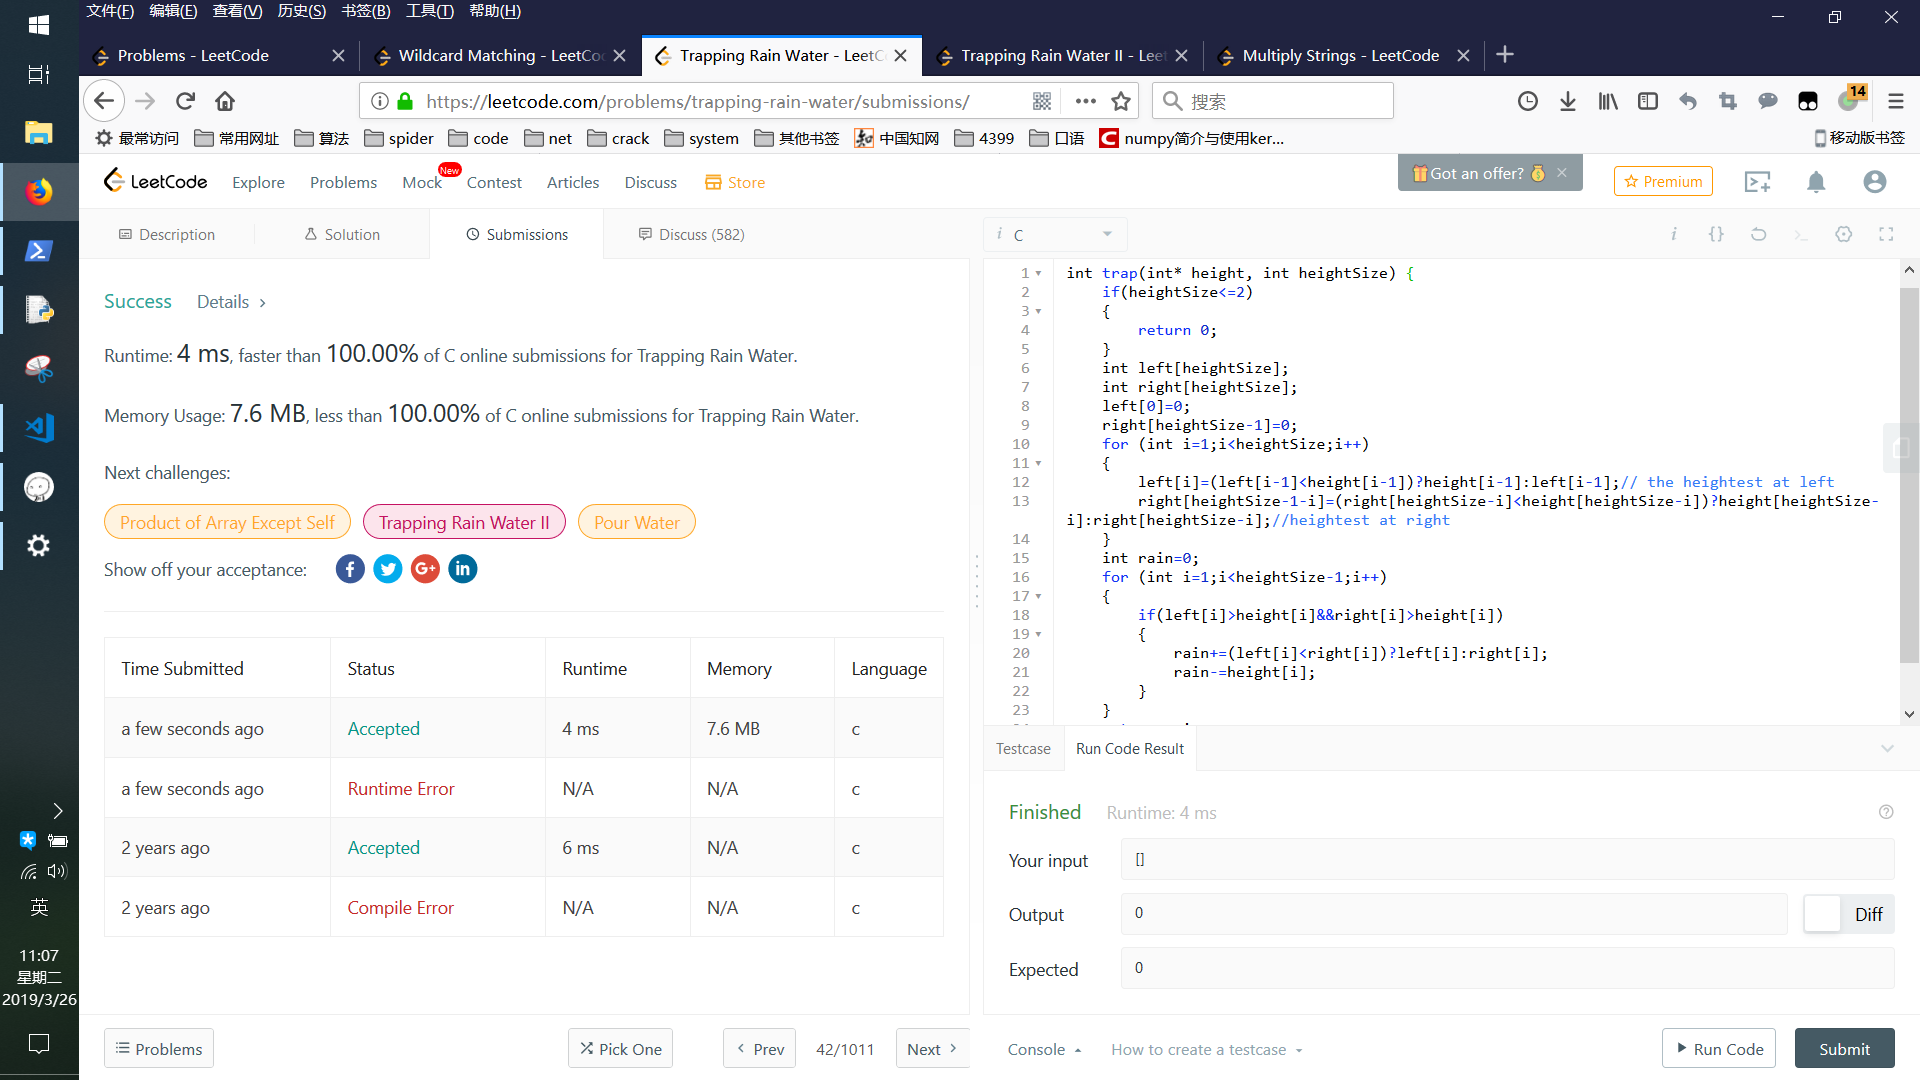 文件(F) 编辑(E) 查看(V) 历史(S) 书签(B) 工具(T) 帮助(H)
Problems - LeetCode
Wildcard Matching - LeetCo
Trapping Rain Water - LeetC
Trapping Rain Water II - Leet
Multiply Strings - LeetCode
https://leetcode.com/problems/trapping-rain-water/submissions/
搜索
14
最常访问 常用网址 算法 spider code net crack system 其他书签 中国知网 4399 口语 numpy简介与使用ker... 移动版书签
LeetCode Explore Problems Mock New Contest Articles Discuss Store
Got an offer?
Premium
Description Solution Submissions Discuss (582)
C
Success Details
Runtime: 4 ms, faster than 100.00% of C online submissions for Trapping Rain Water.
Memory Usage: 7.6 MB, less than 100.00% of C online submissions for Trapping Rain Water.
Next challenges:
Product of Array Except Self Trapping Rain Water II Pour Water
Show off your acceptance:
Time Submitted Status Runtime Memory Language
a few seconds ago Accepted 4 ms 7.6 MB c
a few seconds ago Runtime Error N/A N/A c
2 years ago Accepted 6 ms N/A c
2 years ago Compile Error N/A N/A c
Problems
Pick One
Prev
42/1011
Next
1 int trap(int* height, int heightSize) {
2 if(heightSize<=2)
3 {
4 return 0;
5 }
6 int left[heightSize];
7 int right[heightSize];
8 left[0]=0;
9 right[heightSize-1]=0;
10 for (int i=1;i<heightSize;i++)
11 {
12 left[i]=(left[i-1]<height[i-1])?height[i-1]:left[i-1];// the heightest at left
13 right[heightSize-1-i]=(right[heightSize-i]<height[heightSize-i])?height[heightSize-
i]:right[heightSize-i];//heightest at right
14 }
15 int rain=0;
16 for (int i=1;i<heightSize-1;i++)
17 {
18 if(left[i]>height[i]&&right[i]>height[i])
19 {
20 rain+=(left[i]<right[i])?left[i]:right[i];
21 rain-=height[i];
22 }
23 }
Testcase Run Code Result
Finished Runtime: 4 ms
Your input []
Output 0 Diff
Expected 0
Console How to create a testcase
Run Code
Submit
英
11:07
星期二
2019/3/26